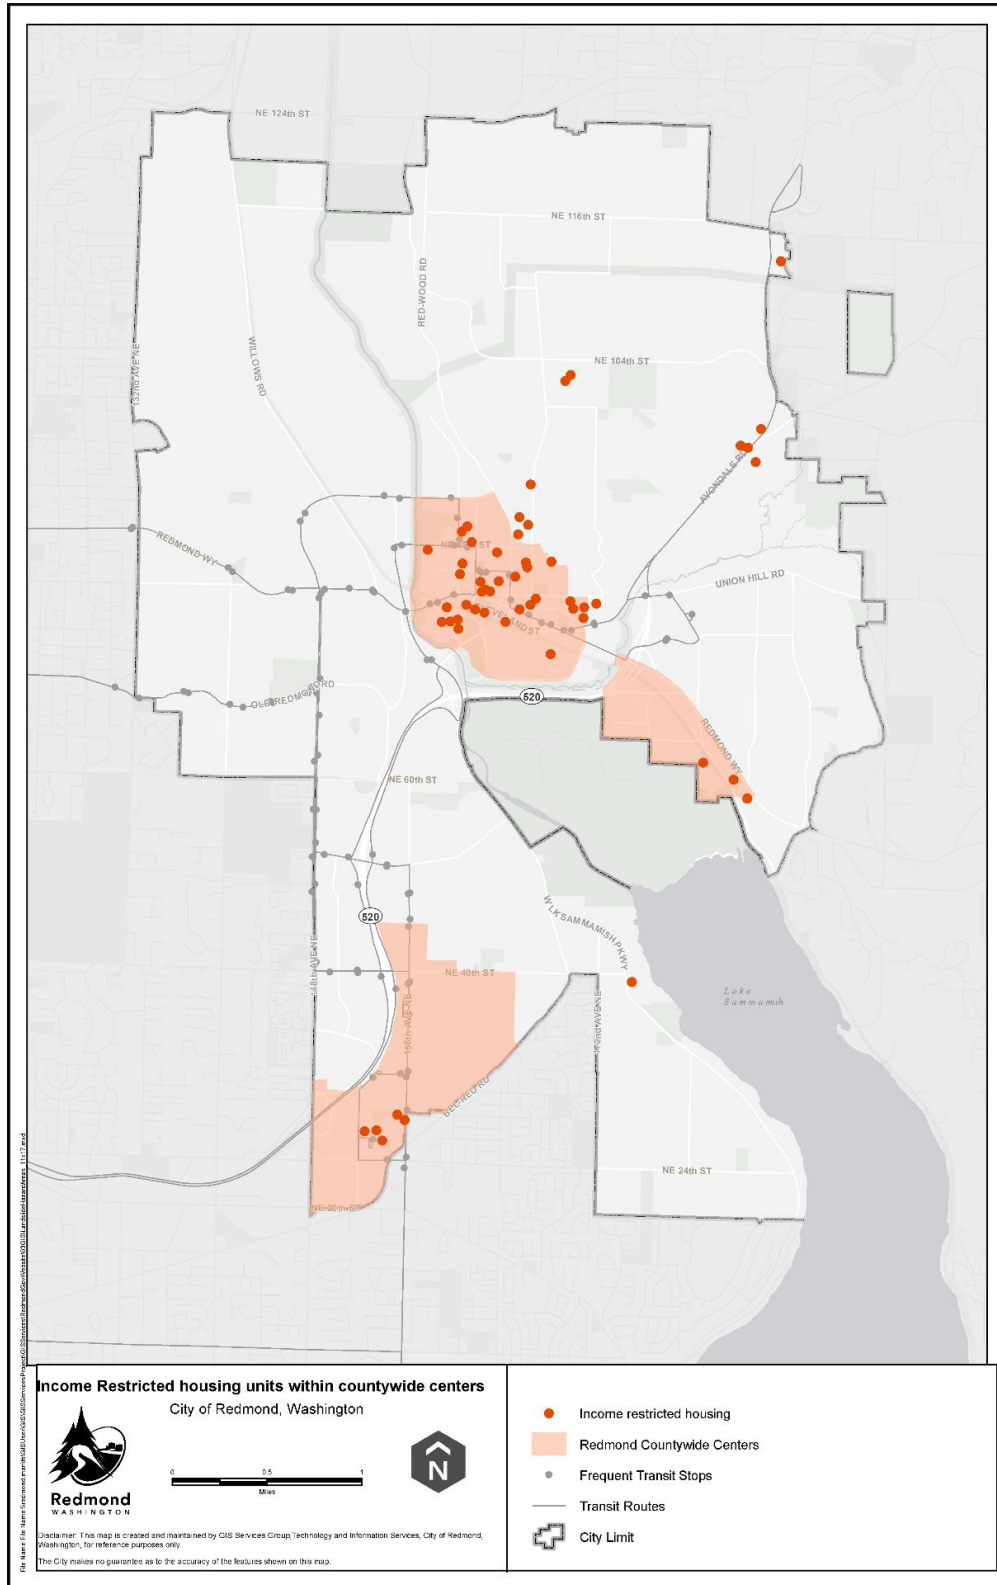 NE 124th ST
NE 116th ST
RED-WOOD RD
132nd AVE NE
WILLOWS RD
NE 104th ST
AVONDALE RD
REDMOND WY
UNION HILL RD
CLEVELAND ST
OLD REDMOND RD
520
REDMOND WY
NE 60th ST
520
W LK SAMMAMISH PKWY
148th AVE NE
NE 40th ST
156th AVE NE
172nd AVE NE
Lake
Sammamish
BEL-RED RD
NE 24th ST
NE 20th ST
Income Restricted housing units within countywide centers
City of Redmond, Washington
Redmond
WASHINGTON
0 0.5 1
Miles
N
Disclaimer: This map is created and maintained by GIS Services Group, Technology and Information Services, City of Redmond,
Washington, for reference purposes only.
The City makes no guarantee as to the accuracy of the features shown on this map.
Income restricted housing
Redmond Countywide Centers
Frequent Transit Stops
Transit Routes
City Limit